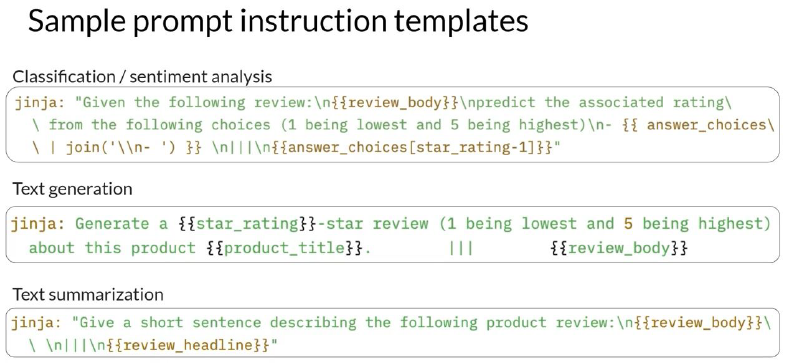 Sample prompt instruction templates
Classification / sentiment analysis
jinja: "Given the following review:\n{{review_body}}\npredict the associated rating\
\ from the following choices (1 being lowest and 5 being highest)\n- {{ answer_choices\
\ | join('\\n- ') }} \n|||\n{{answer_choices[star_rating-1]}}"
Text generation
jinja: Generate a {{star_rating}}-star review (1 being lowest and 5 being highest)
about this product {{product_title}}. ||| {{review_body}}
Text summarization
jinja: "Give a short sentence describing the following product review:\n{{review_body}}\
\ \n|||\n{{review_headline}}"